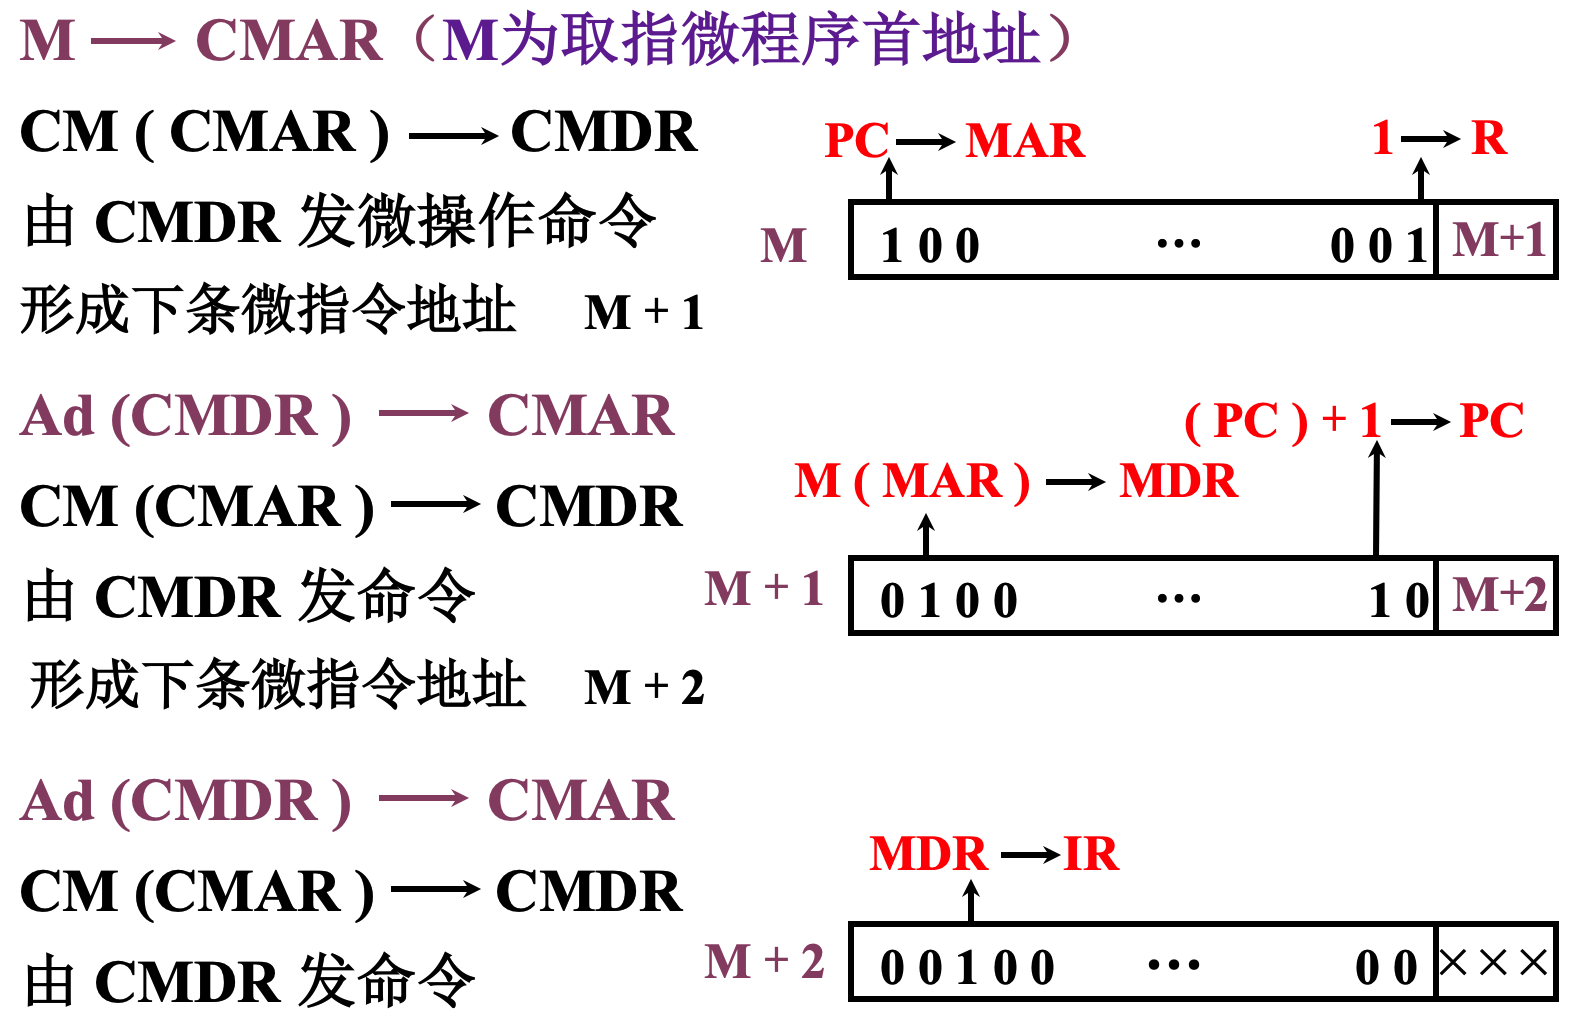 M → CMAR（M为取指微程序首地址）
CM ( CMAR ) → CMDR
由 CMDR 发微操作命令
形成下条微指令地址 M + 1
PC → MAR 1 → R
M 1 0 0 ··· 0 0 1 M+1
Ad (CMDR ) → CMAR
CM (CMAR ) → CMDR
由 CMDR 发命令
形成下条微指令地址 M + 2
( PC ) + 1 → PC
M ( MAR ) → MDR
M + 1 0 1 0 0 ··· 1 0 M+2
Ad (CMDR ) → CMAR
CM (CMAR ) → CMDR
由 CMDR 发命令
MDR → IR
M + 2 0 0 1 0 0 ··· 0 0 ×××